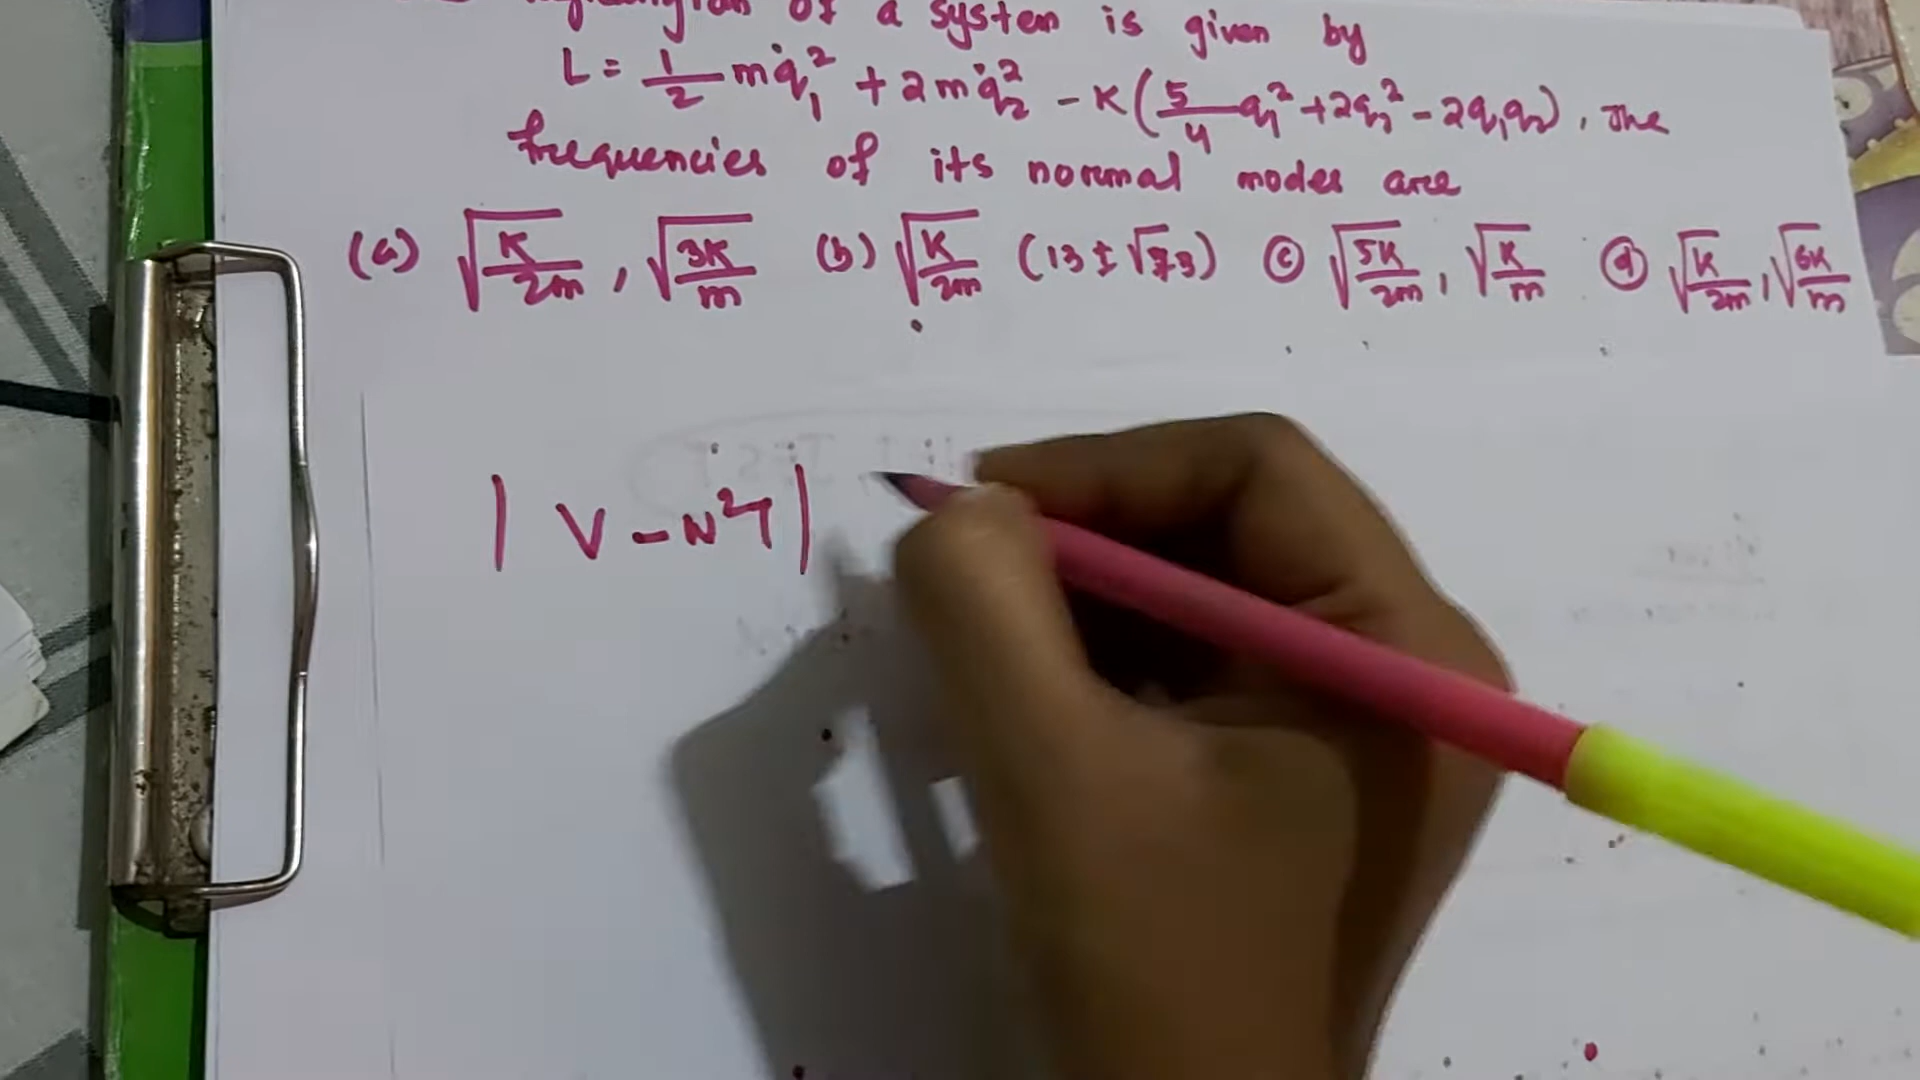 of a system is given by
L = 1/2 mq̇₁² + 2mq̇₂² - K(5/4 q₁² + 2q₂² - 2q₁q₂). The
frequencies of its normal modes are
(a) √(K/2m), √(3K/m) (b) √(K/2m) (13 ± √73) (c) √(5K/2m), √(K/m) (d) √(K/2m), √(6K/m)
| V - ω²T |